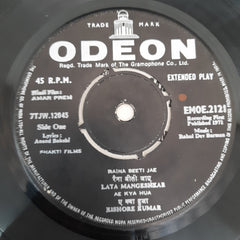 TRADE MARK
ODEON
Regd. Trade Mark of The Gramophone Co., Ltd.
45 R.P.M.
EXTENDED PLAY
Hindi Film:
AMAR PREM
EMOE.2121
7TJW.12845
Recording First
Published 1971
Side One
Lyrics:
Anand Bakshi
Music:
Rahul Dev Burman
SHAKTI FILMS
RAINA BEETI JAE
रैना बीती जाए
LATA MANGESHKAR
AE KYA HUA
ए क्या हुआ
KISHORE KUMAR